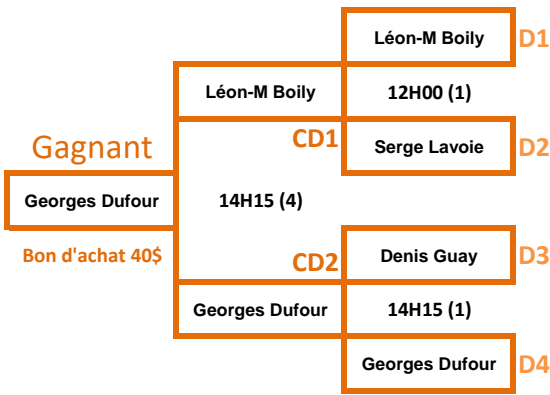 Léon-M Boily D1
Léon-M Boily 12H00 (1)
CD1 Serge Lavoie D2
Gagnant
Georges Dufour 14H15 (4)
Bon d'achat 40$ CD2 Denis Guay D3
Georges Dufour 14H15 (1)
Georges Dufour D4